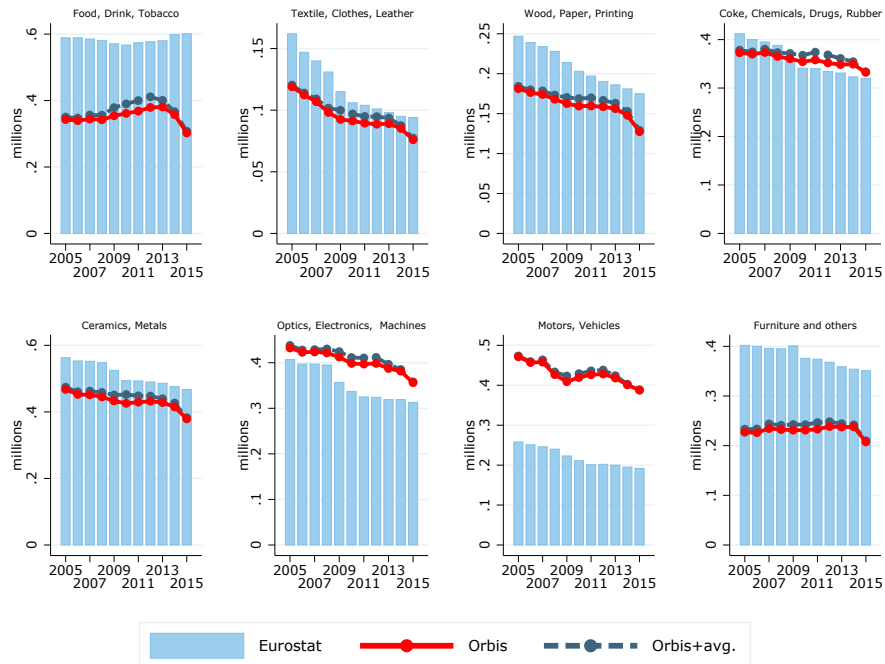 Food, Drink, Tobacco
Textile, Clothes, Leather
Wood, Paper, Printing
Coke, Chemicals, Drugs, Rubber
millions
0 .2 .4 .6
2005 2007 2009 2011 2013 2015
millions
0 .05 .1 .15
2005 2007 2009 2011 2013 2015
millions
0 .05 .1 .15 .2 .25
2005 2007 2009 2011 2013 2015
millions
0 .1 .2 .3 .4
2005 2007 2009 2011 2013 2015
Ceramics, Metals
Optics, Electronics, Machines
Motors, Vehicles
Furniture and others
millions
0 .2 .4 .6
2005 2007 2009 2011 2013 2015
millions
0 .1 .2 .3 .4
2005 2007 2009 2011 2013 2015
millions
0 .1 .2 .3 .4 .5
2005 2007 2009 2011 2013 2015
millions
0 .1 .2 .3 .4
2005 2007 2009 2011 2013 2015
Eurostat Orbis Orbis+avg.